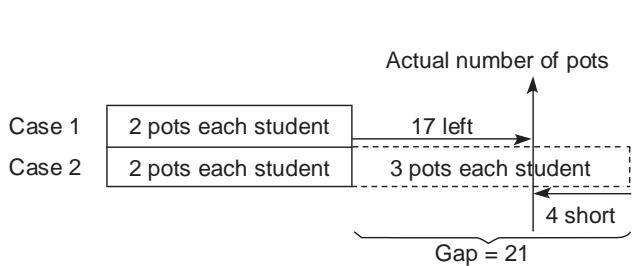 Actual number of pots
Case 1 2 pots each student 17 left
Case 2 2 pots each student 3 pots each student
4 short
Gap = 21